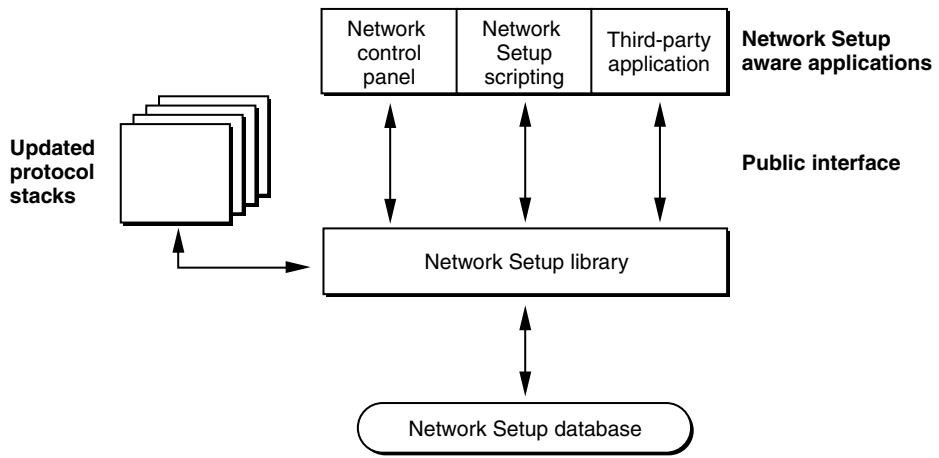 Network
control
panel
Network
Setup
scripting
Third-party
application
Network Setup
aware applications
Updated
protocol
stacks
Public interface
Network Setup library
Network Setup database